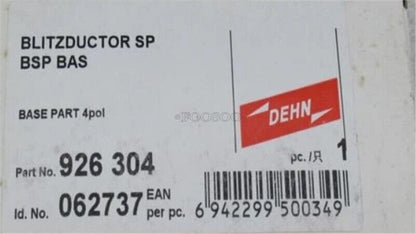 BLITZDUCTOR SP
BSP BAS
DEHN
BASE PART 4pol
pc./只 1
Part No. 926 304
Id. No. 062737 EAN per pc. 6 942299 500349